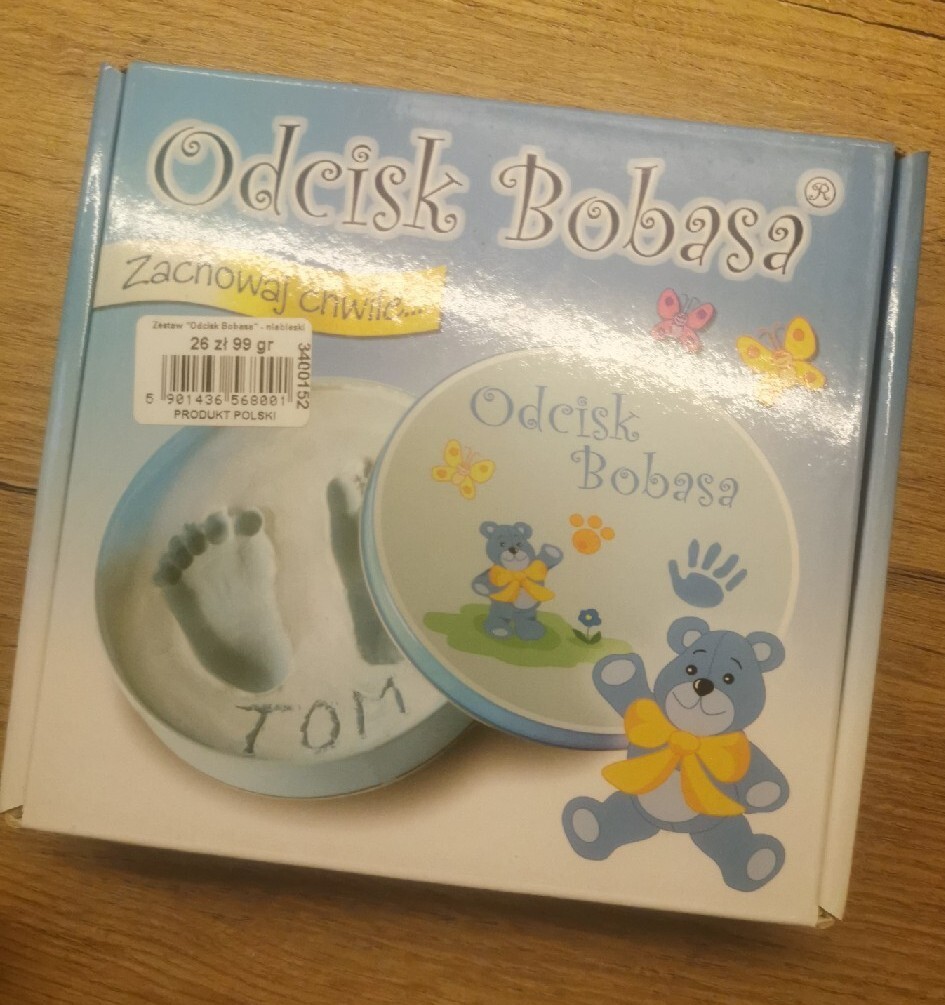 Odcisk Bobasa®
Zachowaj chwile...
Zestaw "Odcisk Bobasa" - niebieski
26 zł 99 gr
3400152
5 901436 568001
PRODUKT POLSKI
Odcisk
Bobasa
TOM